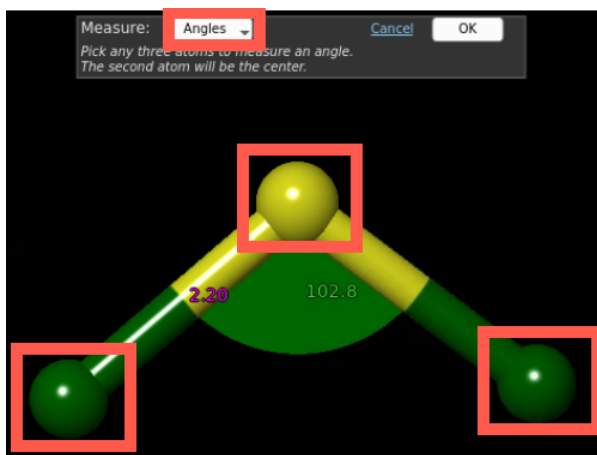 Measure: Angles Cancel OK
Pick any three atoms to measure an angle.
The second atom will be the center.
2.20 102.8